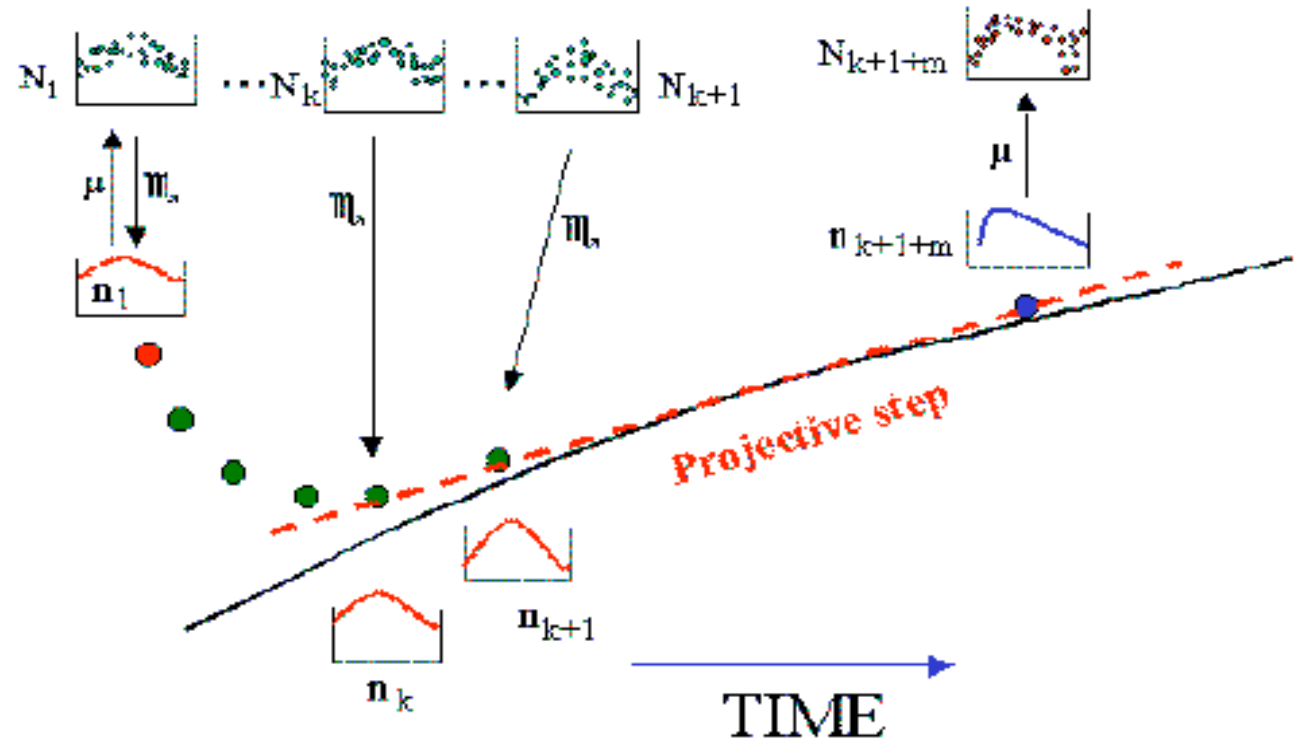 N1 ... Nk ... Nk+1 Nk+1+m
μ ℳ ℳ ℳ μ
n1 nk+1+m
Projective step
nk+1
nk
TIME